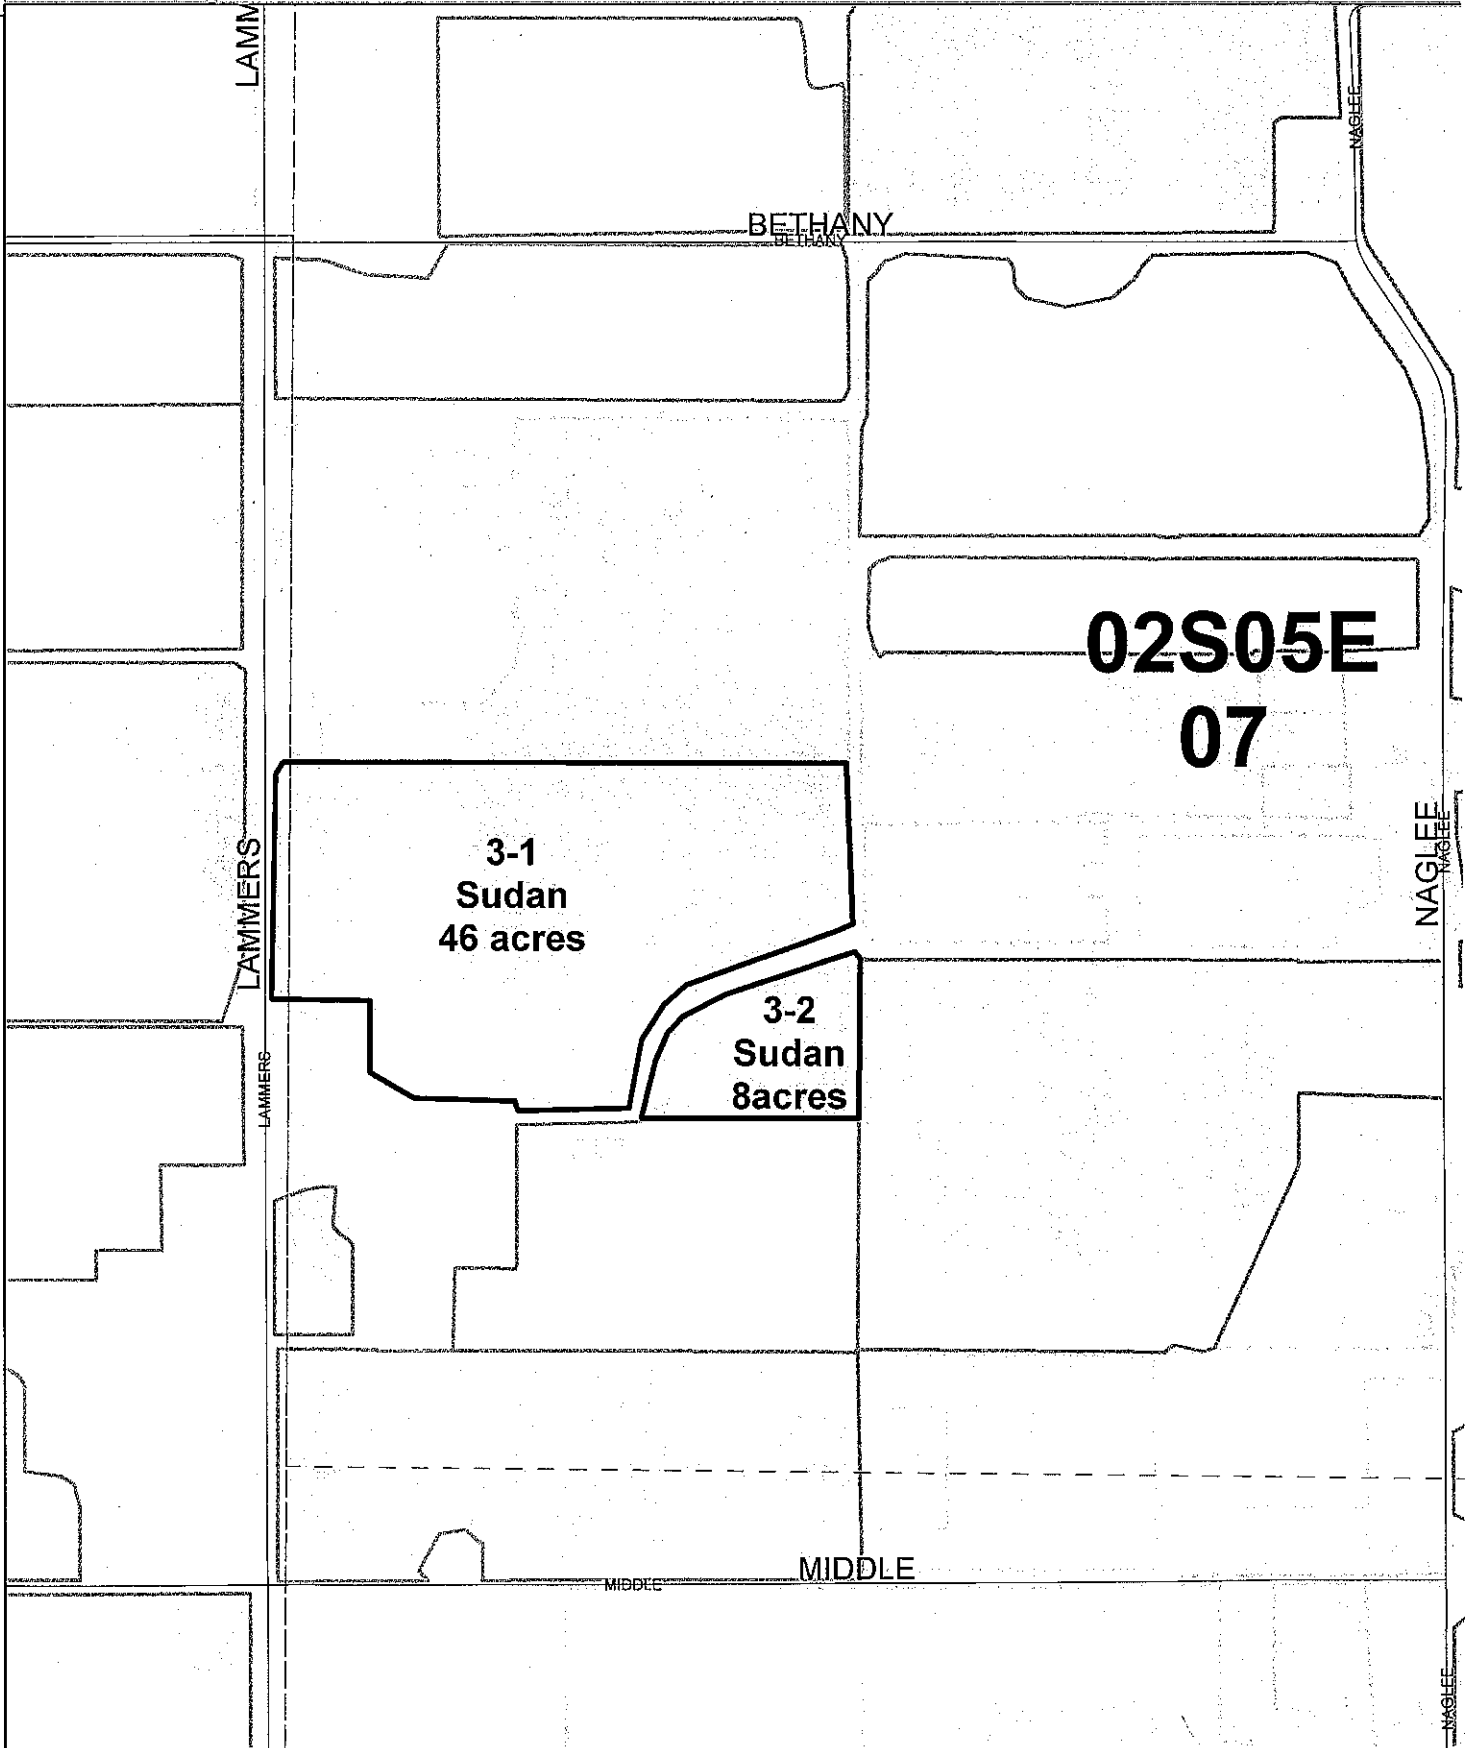 LAMM
NAGLEE
BETHANY
BETHANY
02S05E
07
NAGLEE
NAGLEE
LAMMERS
3-1
Sudan
46 acres
3-2
Sudan
8acres
LAMMERS
MIDDLE
MIDDLE
NAGLEE